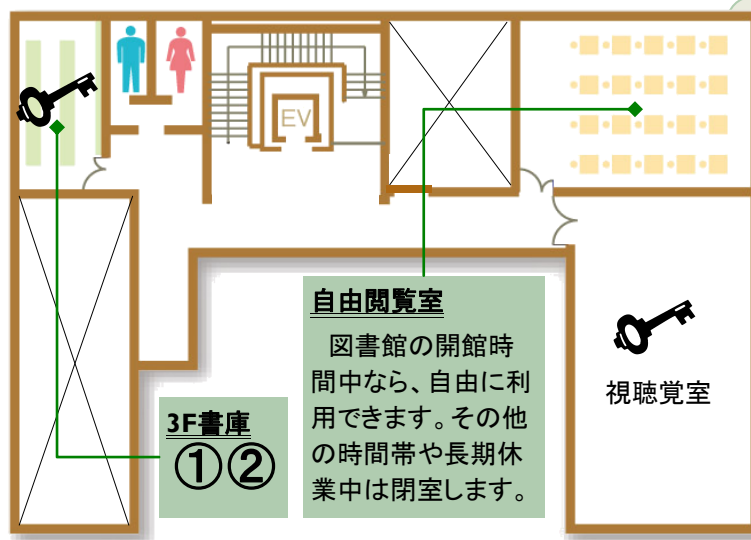 EV
自由閲覧室
図書館の開館時
間中なら、自由に利
用できます。その他
の時間帯や長期休
業中は閉室します。
視聴覚室
3F書庫
①②